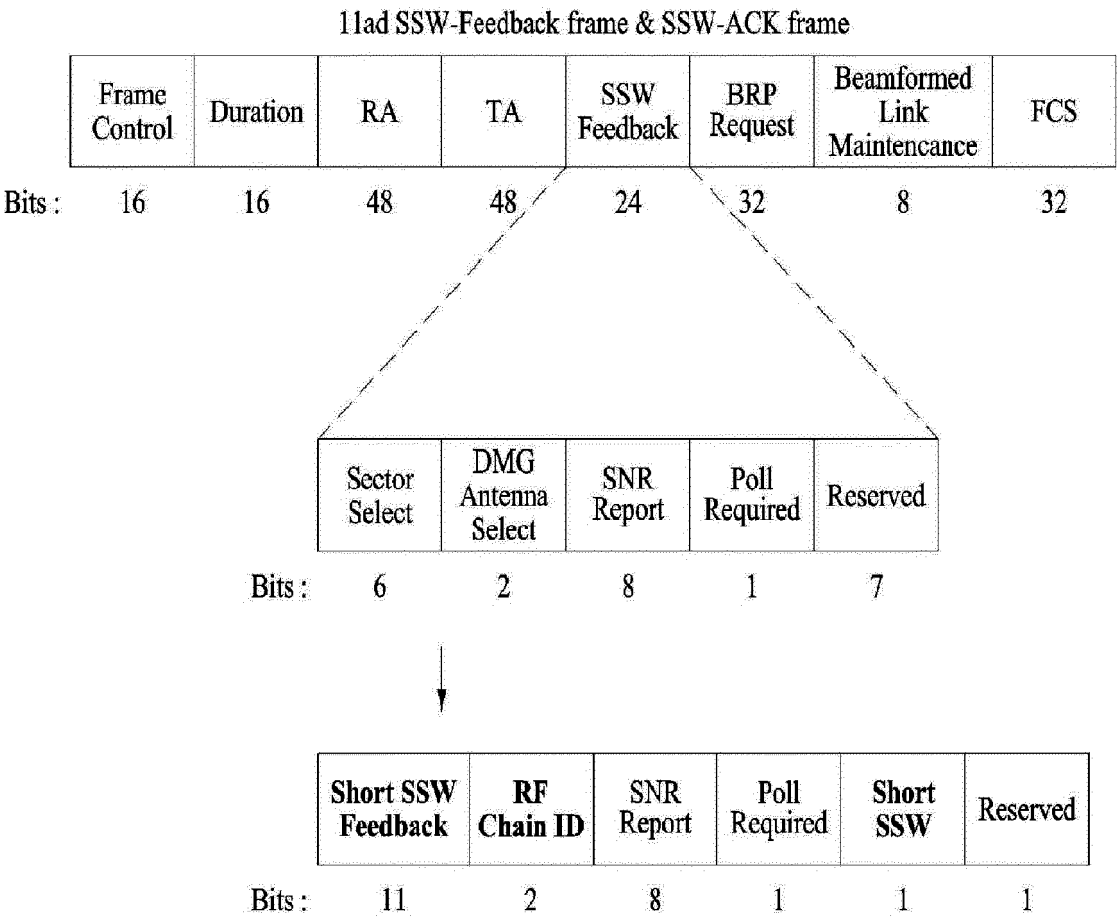 11ad SSW-Feedback frame & SSW-ACK frame
Frame Control
Duration
RA
TA
SSW Feedback
BRP Request
Beamformed Link Maintencance
FCS
Bits : 16 16 48 48 24 32 8 32
Sector Select
DMG Antenna Select
SNR Report
Poll Required
Reserved
Bits : 6 2 8 1 7
Short SSW Feedback
RF Chain ID
SNR Report
Poll Required
Short SSW
Reserved
Bits : 11 2 8 1 1 1